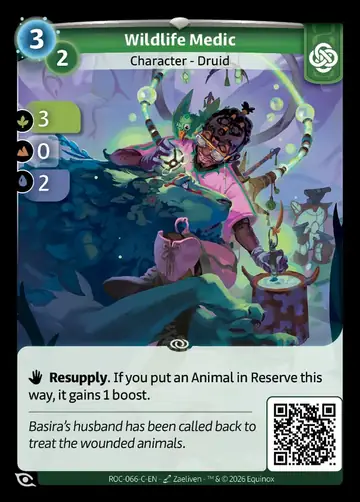 3
Wildlife Medic
2
Character - Druid
3
0
2
Resupply. If you put an Animal in Reserve this
way, it gains 1 boost.
Basira's husband has been called back to
treat the wounded animals.
ROC-066-C-EN - Zaeliven - ™ & © 2026 Equinox